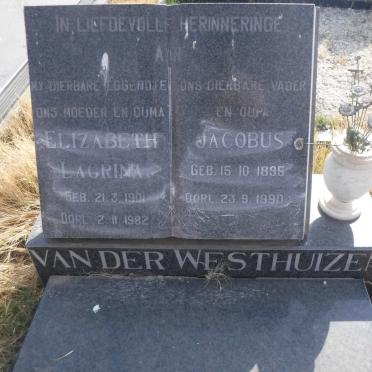 IN LIEFDEVOLLE HERINNERINGE
AAN
MY DIERBARE EGGENOTE
ONS MOEDER EN OUMA
ELIZABETH
LAGRINA
GEB. 21·3·1901
OORL. 2·11·1982
ONS DIERBARE VADER
EN OUPA
JACOBUS
GEB. 15·10·1895
OORL. 23·9·1990
VAN DER WESTHUIZE